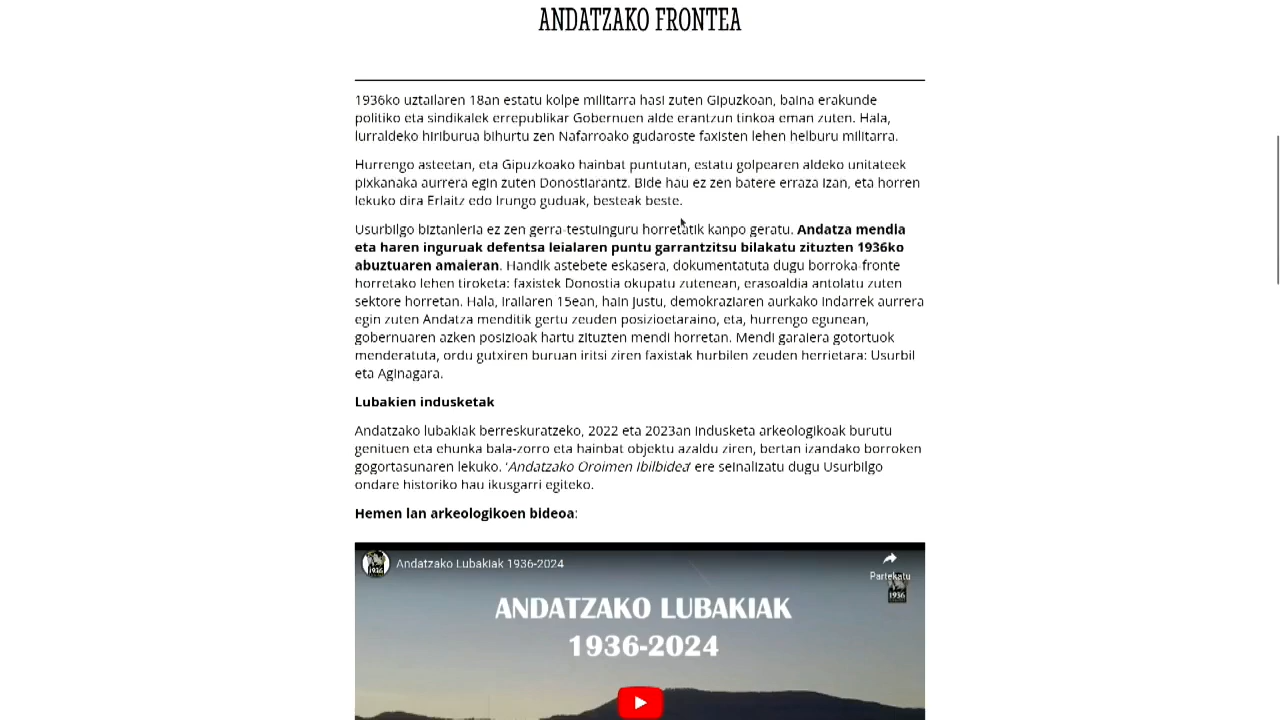 ANDATZAKO FRONTEA
1936ko uztailaren 18an estatu kolpe militarra hasi zuten Gipuzkoan, baina erakunde
politiko eta sindikalek errepublikar Gobernuen alde erantzun tinkoa eman zuten. Hala,
lurraldeko hiriburua bihurtu zen Nafarroako gudaroste faxisten lehen helburu militarra.
Hurrengo asteetan, eta Gipuzkoako hainbat puntutan, estatu golpearen aldeko unitateek
pixkanaka aurrera egin zuten Donostiarantz. Bide hau ez zen batere erraza izan, eta horren
lekuko dira Erlaitz edo Irungo guduak, besteak beste.
Usurbilgo biztanleria ez zen gerra-testuinguru horretatik kanpo geratu. Andatza mendia
eta haren inguruak defentsa leialaren puntu garrantzitsu bilakatu zituzten 1936ko
abuztuaren amaieran. Handik astebete eskasera, dokumentatuta dugu borroka-fronte
horretako lehen tiroketa: faxistek Donostia okupatu zutenean, erasoaldia antolatu zuten
sektore horretan. Hala, irailaren 15ean, hain justu, demokraziaren aurkako indarrek aurrera
egin zuten Andatza menditik gertu zeuden posizioetaraino, eta, hurrengo egunean,
gobernuaren azken posizioak hartu zituzten mendi horretan. Mendi garaiera gotortuok
menderatuta, ordu gutxiren buruan iritsi ziren faxistak hurbilen zeuden herrietara: Usurbil
eta Aginagara.
Lubakien indusketak
Andatzako lubakiak berreskuratzeko, 2022 eta 2023an indusketa arkeologikoak burutu
genituen eta ehunka bala-zorro eta hainbat objektu azaldu ziren, bertan izandako borroken
gogortasunaren lekuko. 'Andatzako Oroimen Ibilbidea' ere seinalizatu dugu Usurbilgo
ondare historiko hau ikusgarri egiteko.
Hemen lan arkeologikoen bideoa:
Andatzako Lubakiak 1936-2024
Partekatu
1936
1936
ANDATZAKO LUBAKIAK
1936-2024